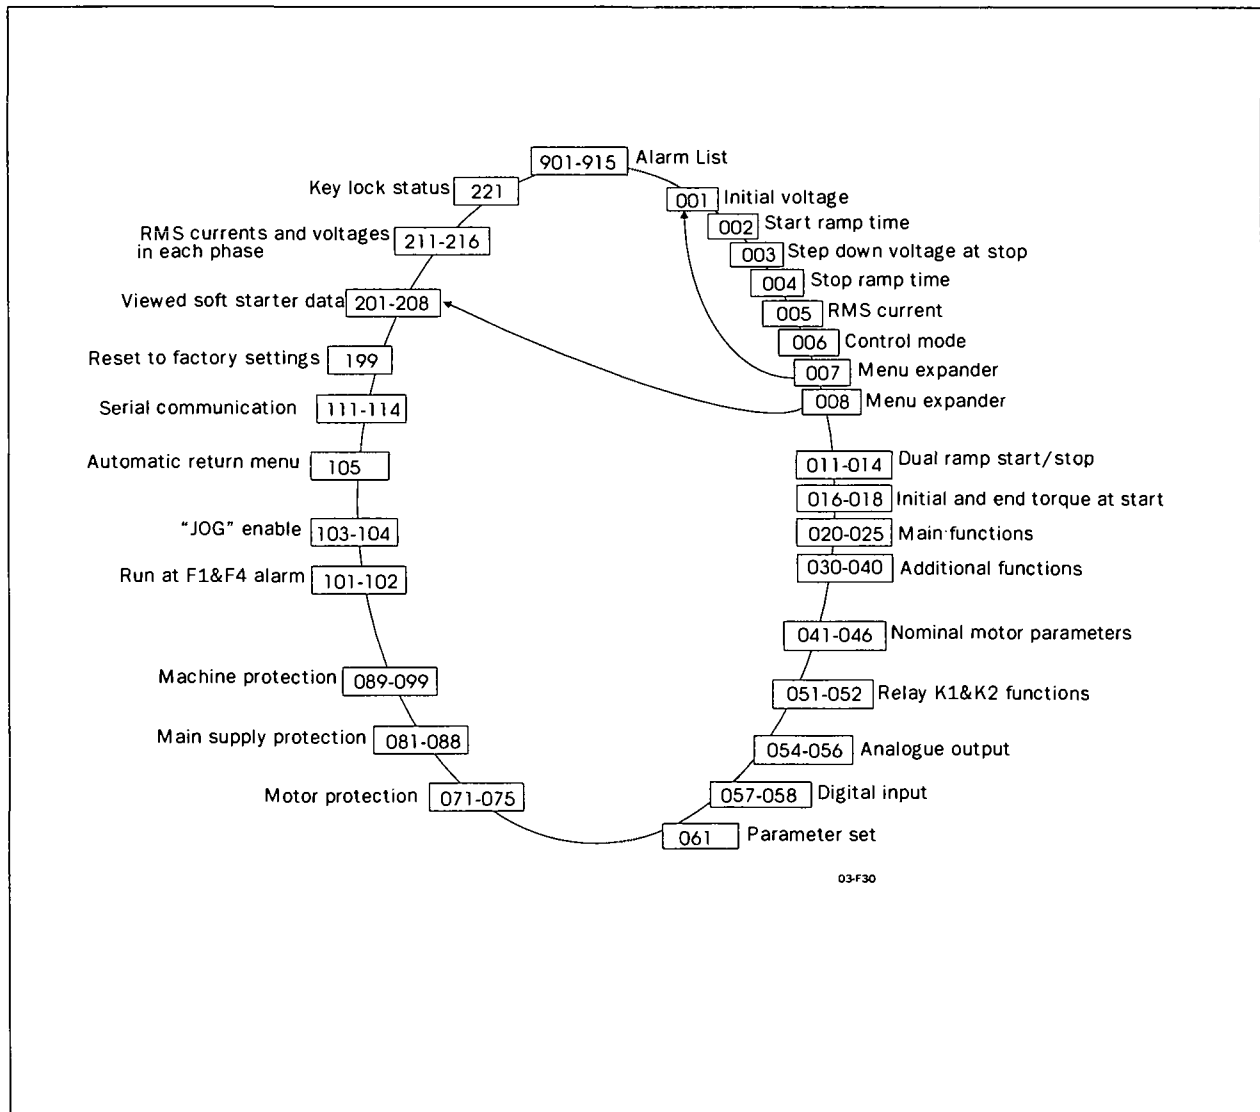 901-915 Alarm List
001 Initial voltage
002 Start ramp time
003 Step down voltage at stop
004 Stop ramp time
005 RMS current
006 Control mode
007 Menu expander
008 Menu expander
011-014 Dual ramp start/stop
016-018 Initial and end torque at start
020-025 Main functions
030-040 Additional functions
041-046 Nominal motor parameters
051-052 Relay K1&K2 functions
054-056 Analogue output
057-058 Digital input
061 Parameter set
Motor protection 071-075
Main supply protection 081-088
Machine protection 089-099
Run at F1&F4 alarm 101-102
"JOG" enable 103-104
Automatic return menu 105
Serial communication 111-114
Reset to factory settings 199
Viewed soft starter data 201-208
RMS currents and voltages
in each phase 211-216
Key lock status 221
03-F30